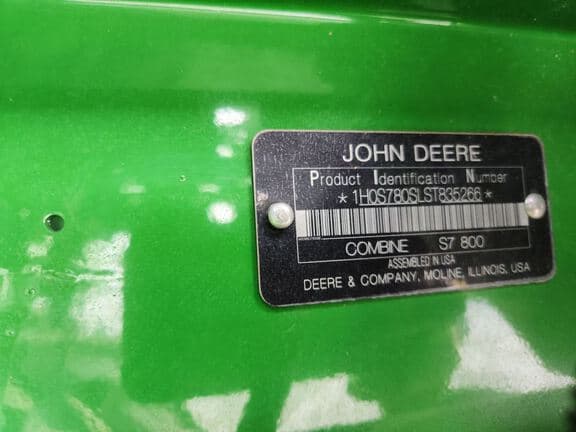 JOHN DEERE
Product Identification Number
*1H0S780SLST835266*
COMBINE S7 800
ASSEMBLED IN USA
DEERE & COMPANY, MOLINE, ILLINOIS, USA